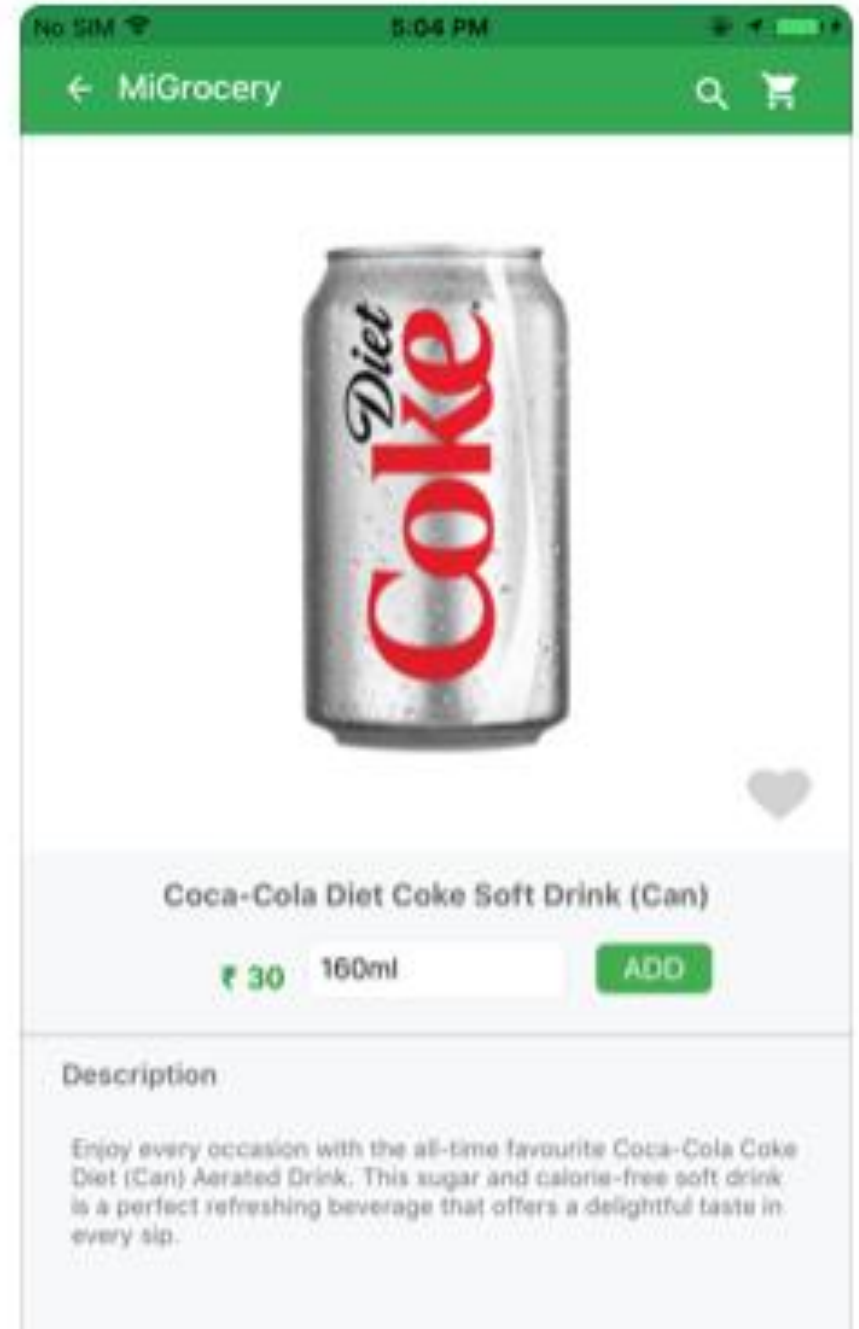 No SIM 5:04 PM
MiGrocery
Diet
Coke
Coca-Cola Diet Coke Soft Drink (Can)
₹ 30 160ml ADD
Description
Enjoy every occasion with the all-time favourite Coca-Cola Coke
Diet (Can) Aerated Drink. This sugar and calorie-free soft drink
is a perfect refreshing beverage that offers a delightful taste in
every sip.